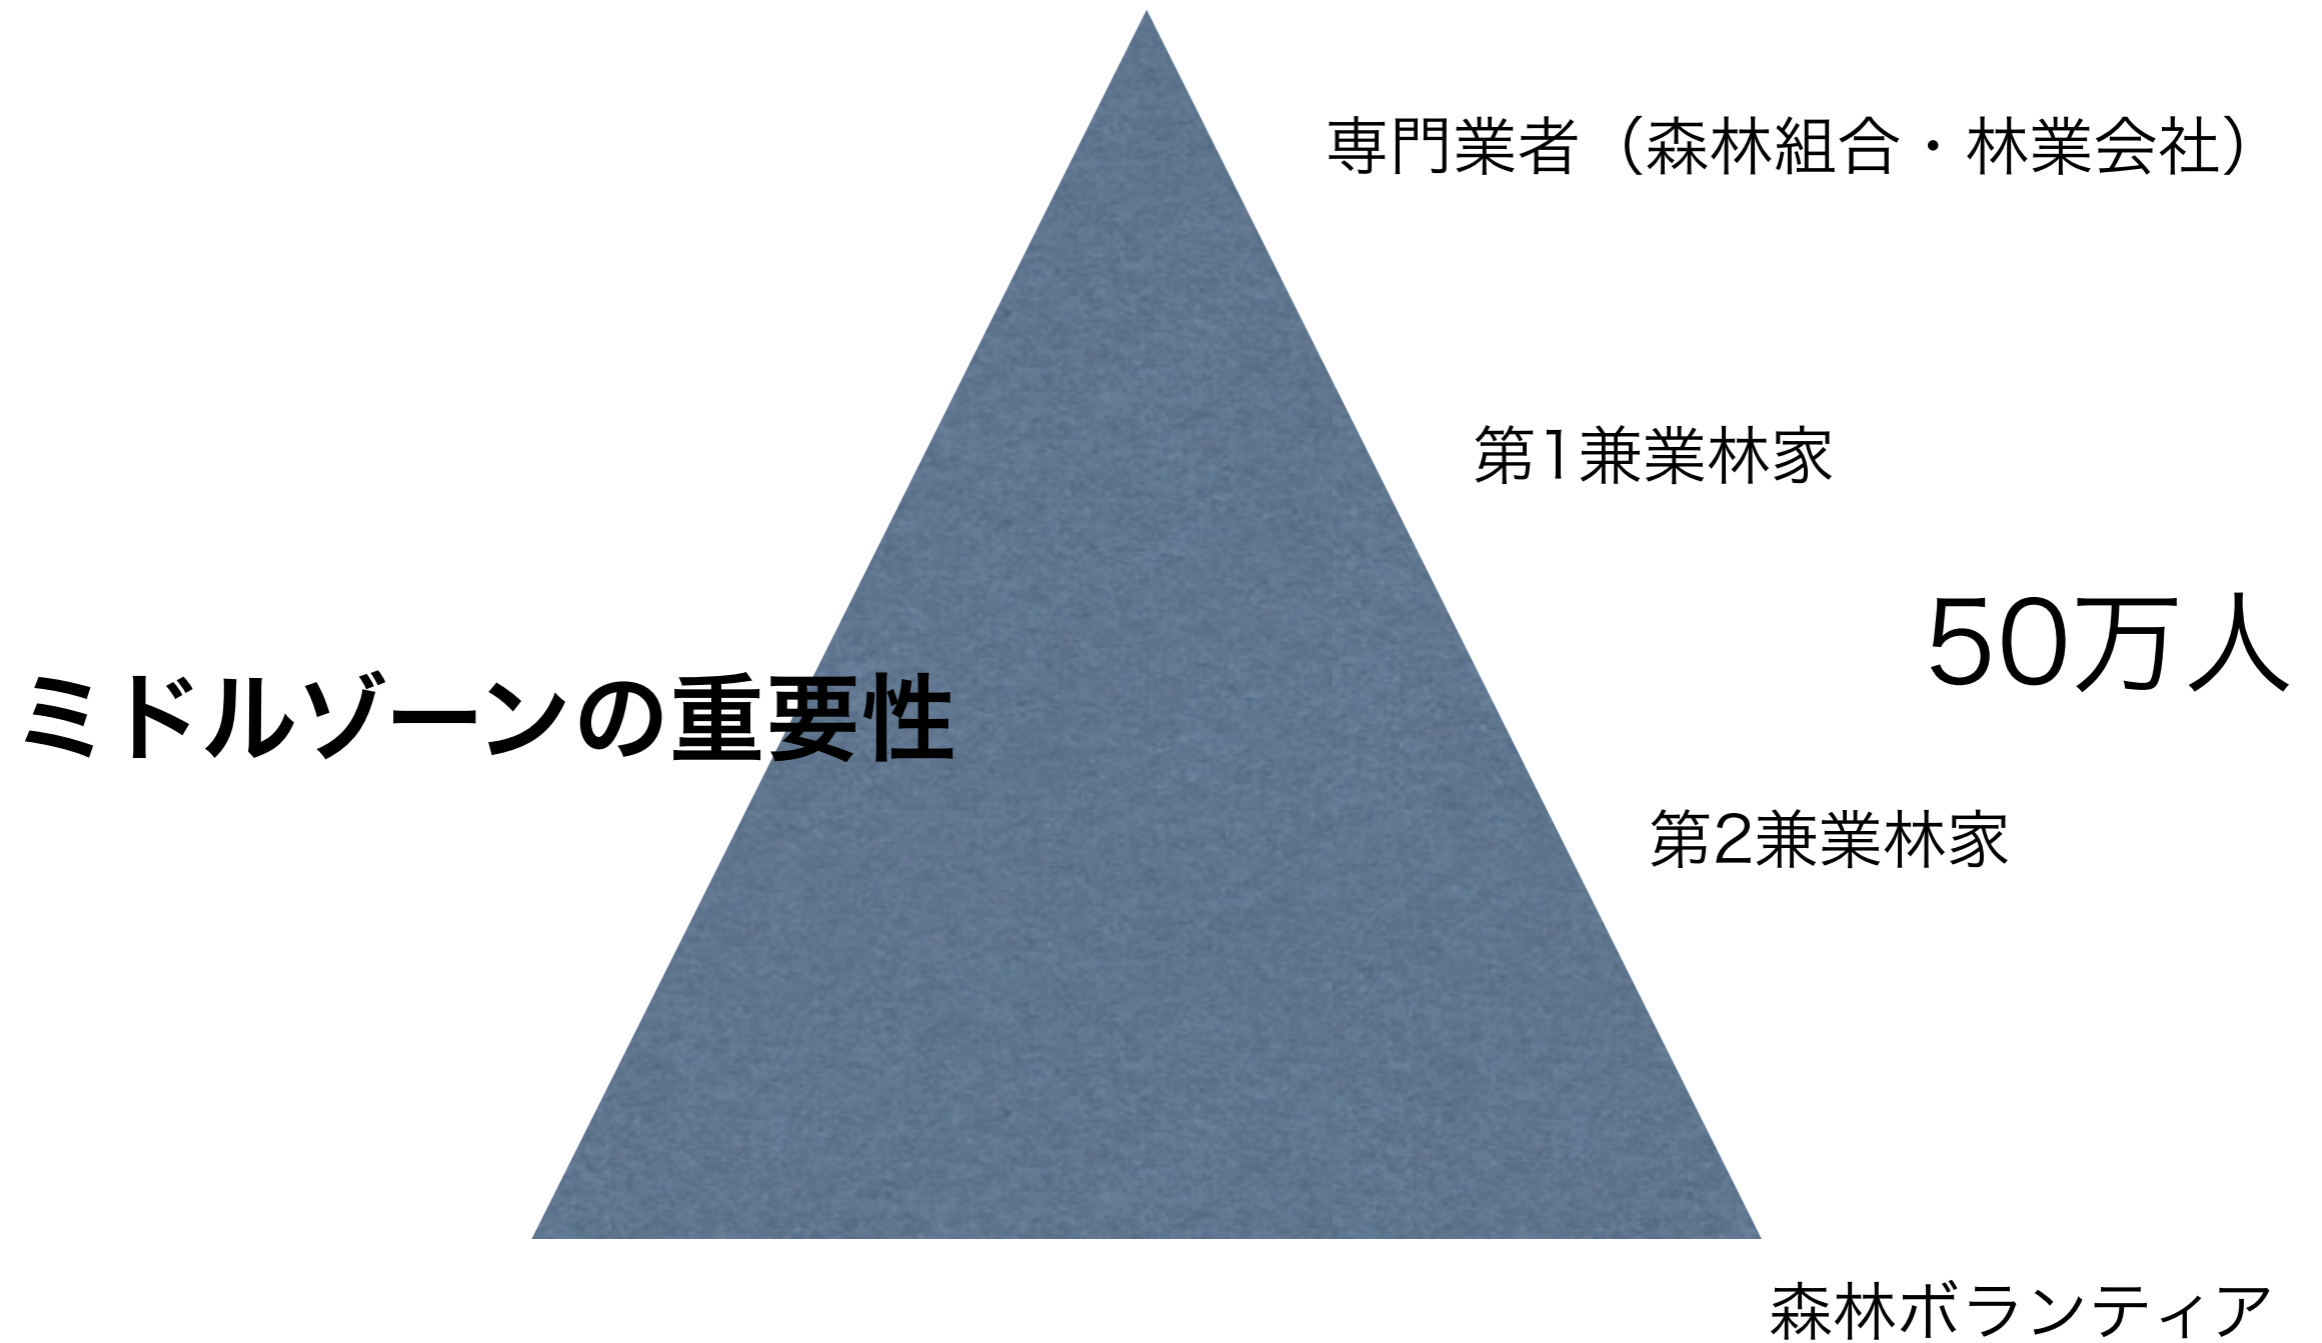 専門業者（森林組合・林業会社）
第1兼業林家
50万人
ミドルゾーンの重要性
第2兼業林家
森林ボランティア